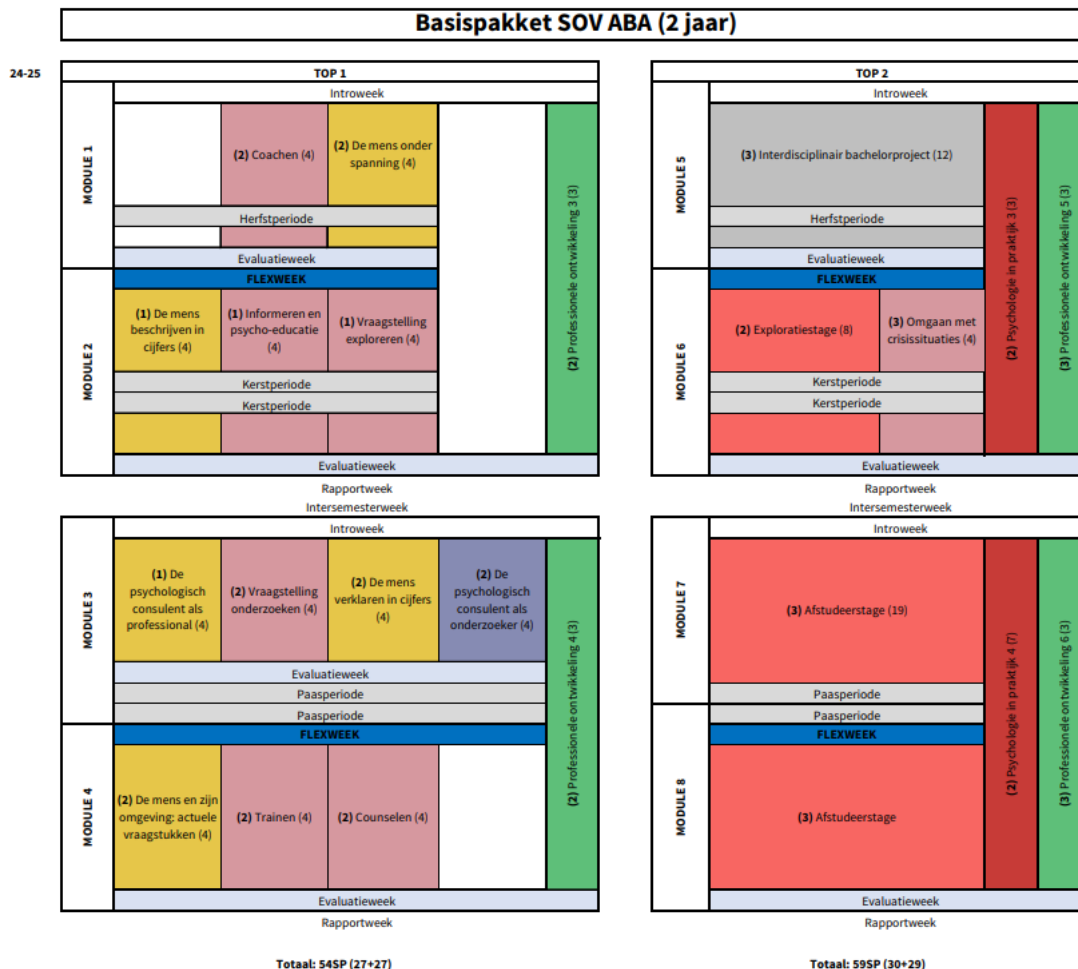 Basispakket SOV ABA (2 jaar)
24-25
TOP 1
Introweek
MODULE 1
(2) Coachen (4)
(2) De mens onder
spanning (4)
Herfstperiode
Evaluatieweek
MODULE 2
FLEXWEEK
(1) De mens
beschrijven in
cijfers (4)
(1) Informeren en
psycho-educatie
(4)
(1) Vraagstelling
exploreren (4)
Kerstperiode
Kerstperiode
Evaluatieweek
(2) Professionele ontwikkeling 3 (3)
Rapportweek
Intersemesterweek
Introweek
MODULE 3
(1) De
psychologisch
consulent als
professional (4)
(2) Vraagstelling
onderzoeken (4)
(2) De mens
verklaren in cijfers
(4)
(2) De
psychologisch
consulent als
onderzoeker (4)
Evaluatieweek
Paasperiode
Paasperiode
MODULE 4
FLEXWEEK
(2) De mens en zijn
omgeving: actuele
vraagstukken (4)
(2) Trainen (4)
(2) Counselen (4)
(2) Professionele ontwikkeling 4 (3)
Evaluatieweek
Rapportweek
Totaal: 54SP (27+27)
TOP 2
Introweek
MODULE 5
(3) Interdisciplinair bachelorproject (12)
Herfstperiode
Evaluatieweek
MODULE 6
FLEXWEEK
(2) Exploratiestage (8)
(3) Omgaan met
crisissituaties (4)
Kerstperiode
Kerstperiode
(2) Psychologie in praktijk 3 (3)
(3) Professionele ontwikkeling 5 (3)
Evaluatieweek
Rapportweek
Intersemesterweek
Introweek
MODULE 7
(3) Afstudeerstage (19)
Paasperiode
Paasperiode
MODULE 8
FLEXWEEK
(3) Afstudeerstage
(2) Psychologie in praktijk 4 (7)
(3) Professionele ontwikkeling 6 (3)
Evaluatieweek
Rapportweek
Totaal: 59SP (30+29)